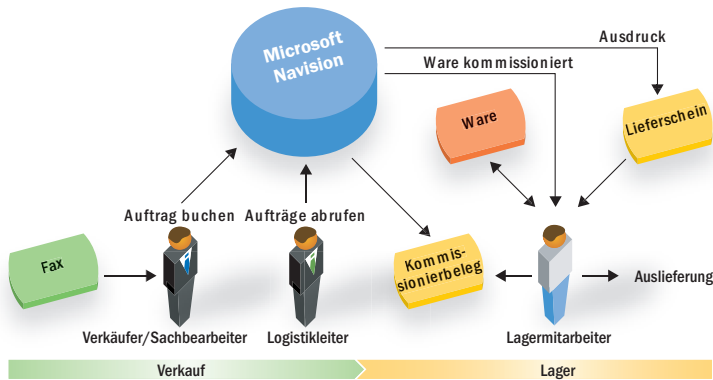 Microsoft
Navision
Ausdruck
Ware kommissioniert
Ware
Lieferschein
Auftrag buchen
Aufträge abrufen
Fax
Kommis-
sionierbeleg
Auslieferung
Verkäufer/Sachbearbeiter
Logistikleiter
Lagermitarbeiter
Verkauf
Lager